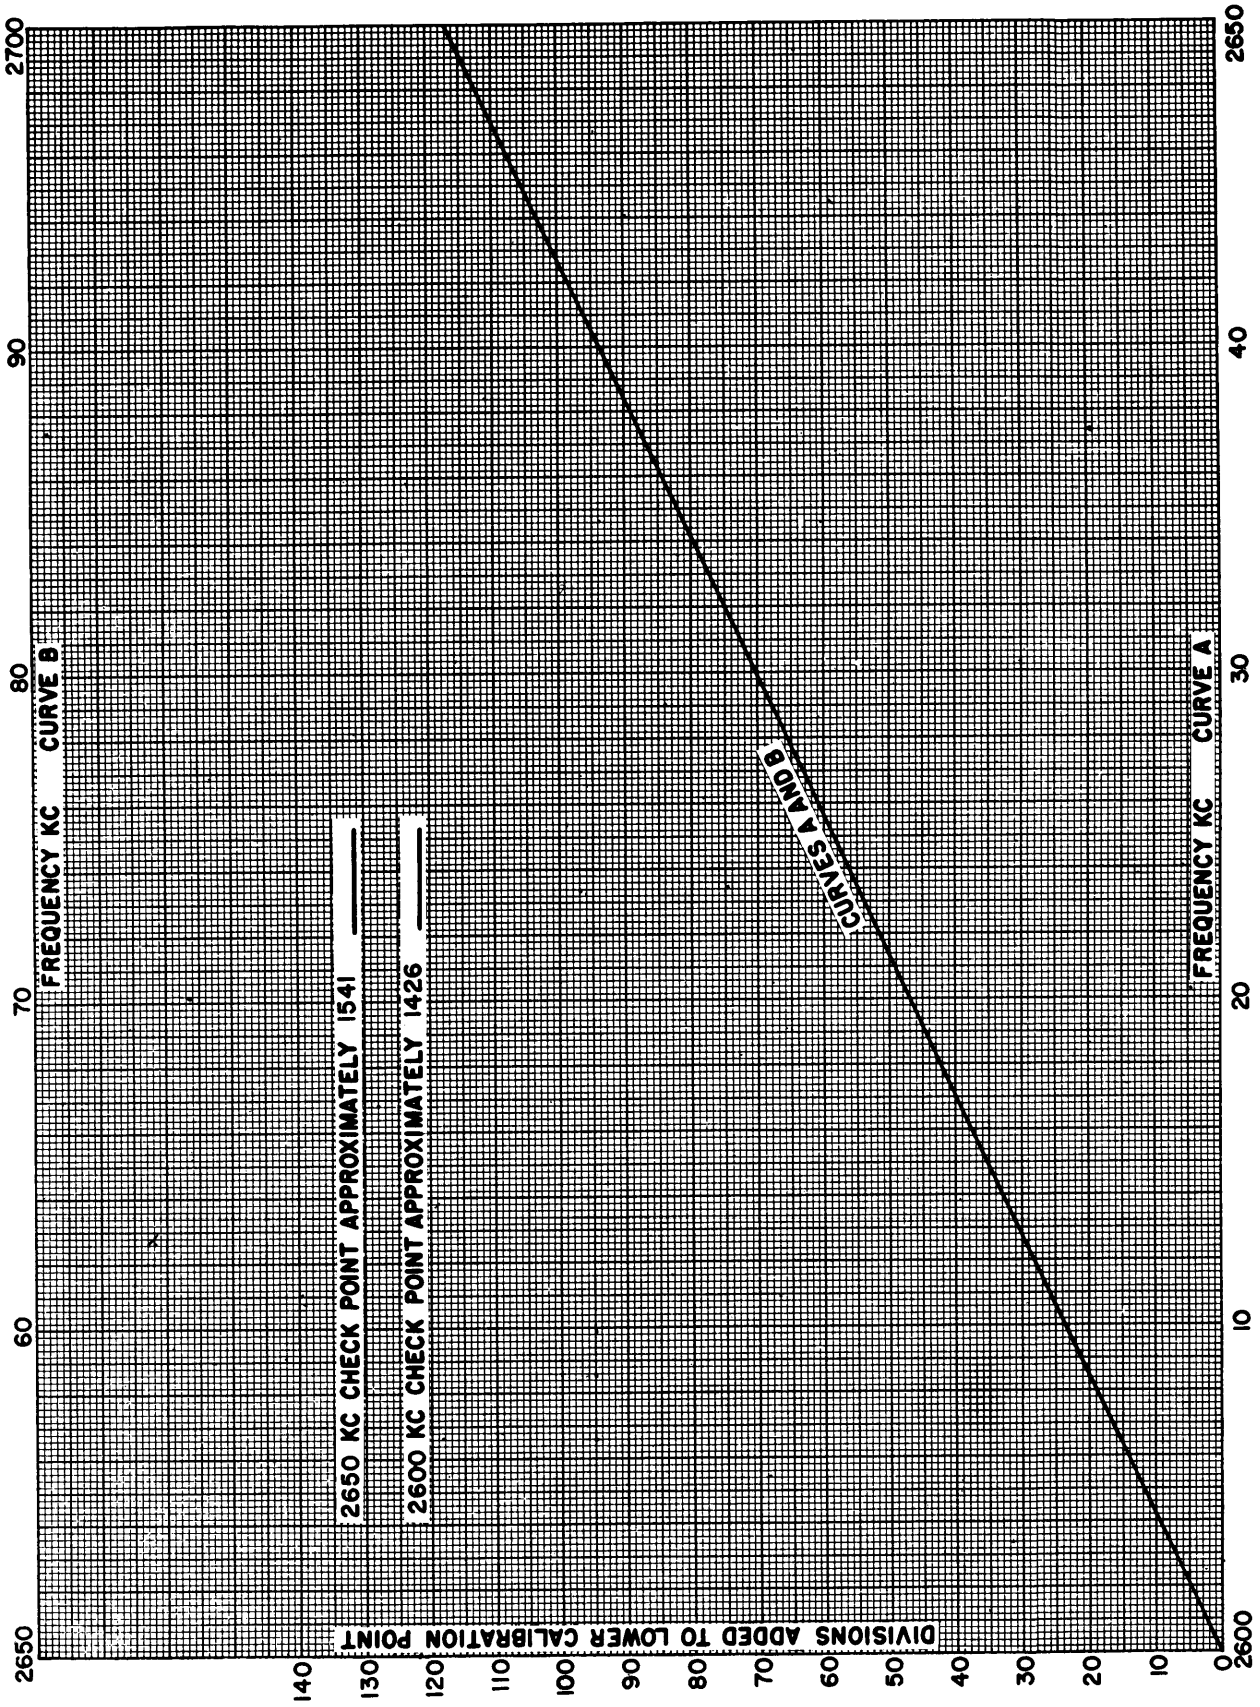 2650 60 70 80 90 2700
FREQUENCY KC CURVE B
DIVISIONS ADDED TO LOWER CALIBRATION POINT
140
130
120
110
100
90
80
70
60
50
40
30
20
10
0
2650 KC CHECK POINT APPROXIMATELY 1541
2600 KC CHECK POINT APPROXIMATELY 1426
CURVES A AND B
FREQUENCY KC CURVE A
2600 10 20 30 40 2650